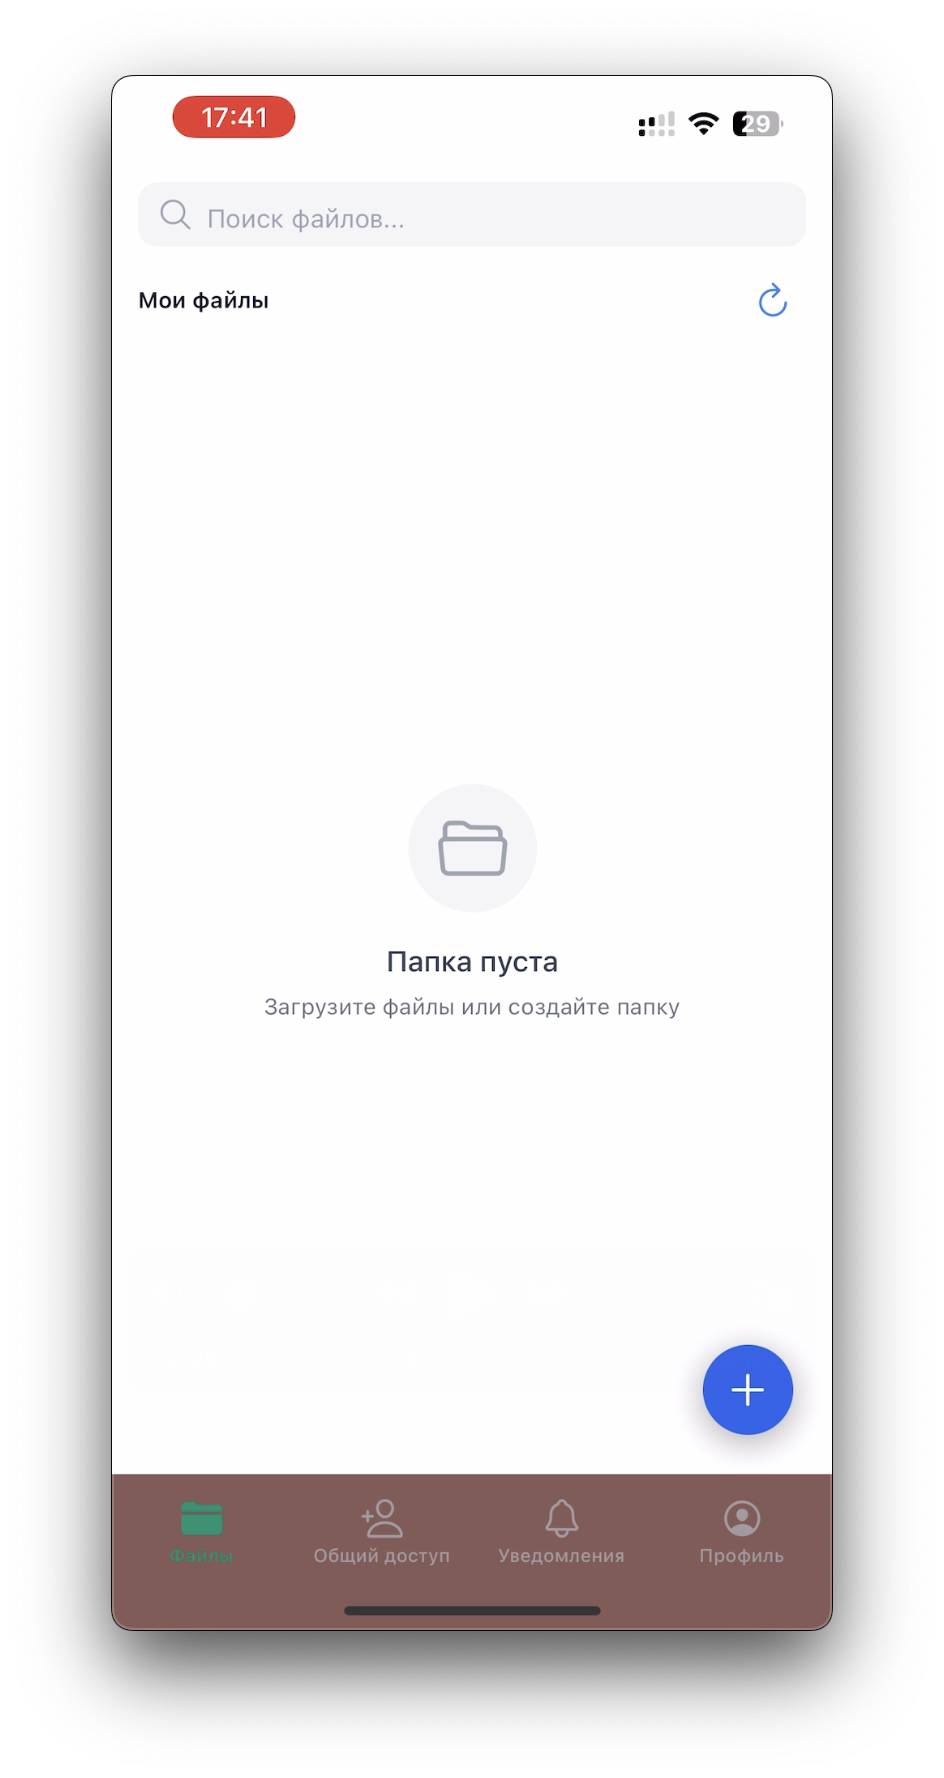 17:41
29
Поиск файлов...
Мои файлы
Папка пуста
Загрузите файлы или создайте папку
Файлы
Общий доступ
Уведомления
Профиль